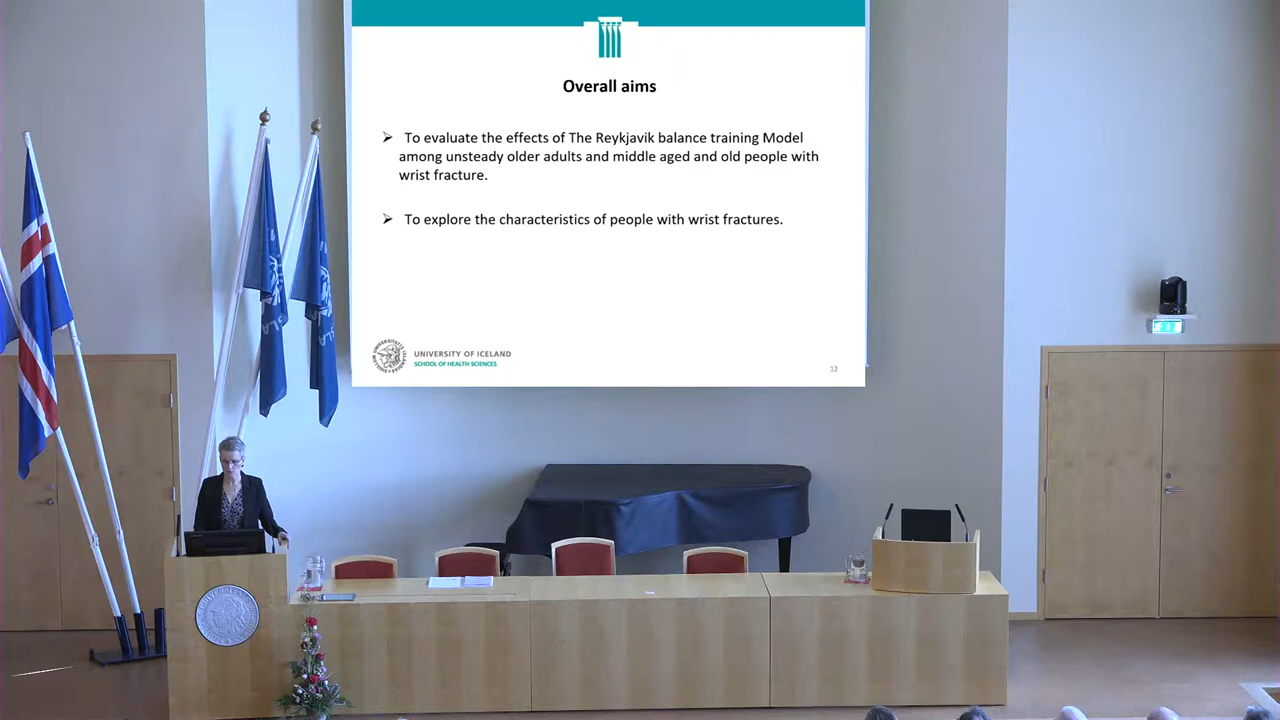 Overall aims
➢ To evaluate the effects of The Reykjavik balance training Model
among unsteady older adults and middle aged and old people with
wrist fracture.
➢ To explore the characteristics of people with wrist fractures.
UNIVERSITY OF ICELAND
SCHOOL OF HEALTH SCIENCES
12